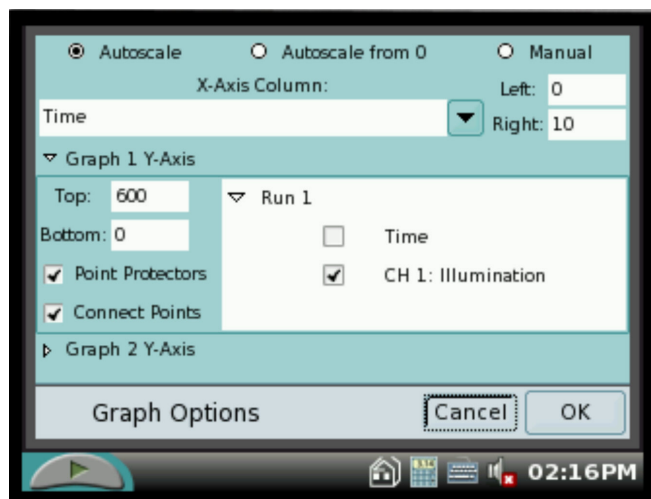 Autoscale Autoscale from 0 Manual
X-Axis Column: Left: 0
Time Right: 10
Graph 1 Y-Axis
Top: 600 Run 1
Bottom: 0 Time
Point Protectors CH 1: Illumination
Connect Points
Graph 2 Y-Axis
Graph Options Cancel OK
3.14 02:16PM